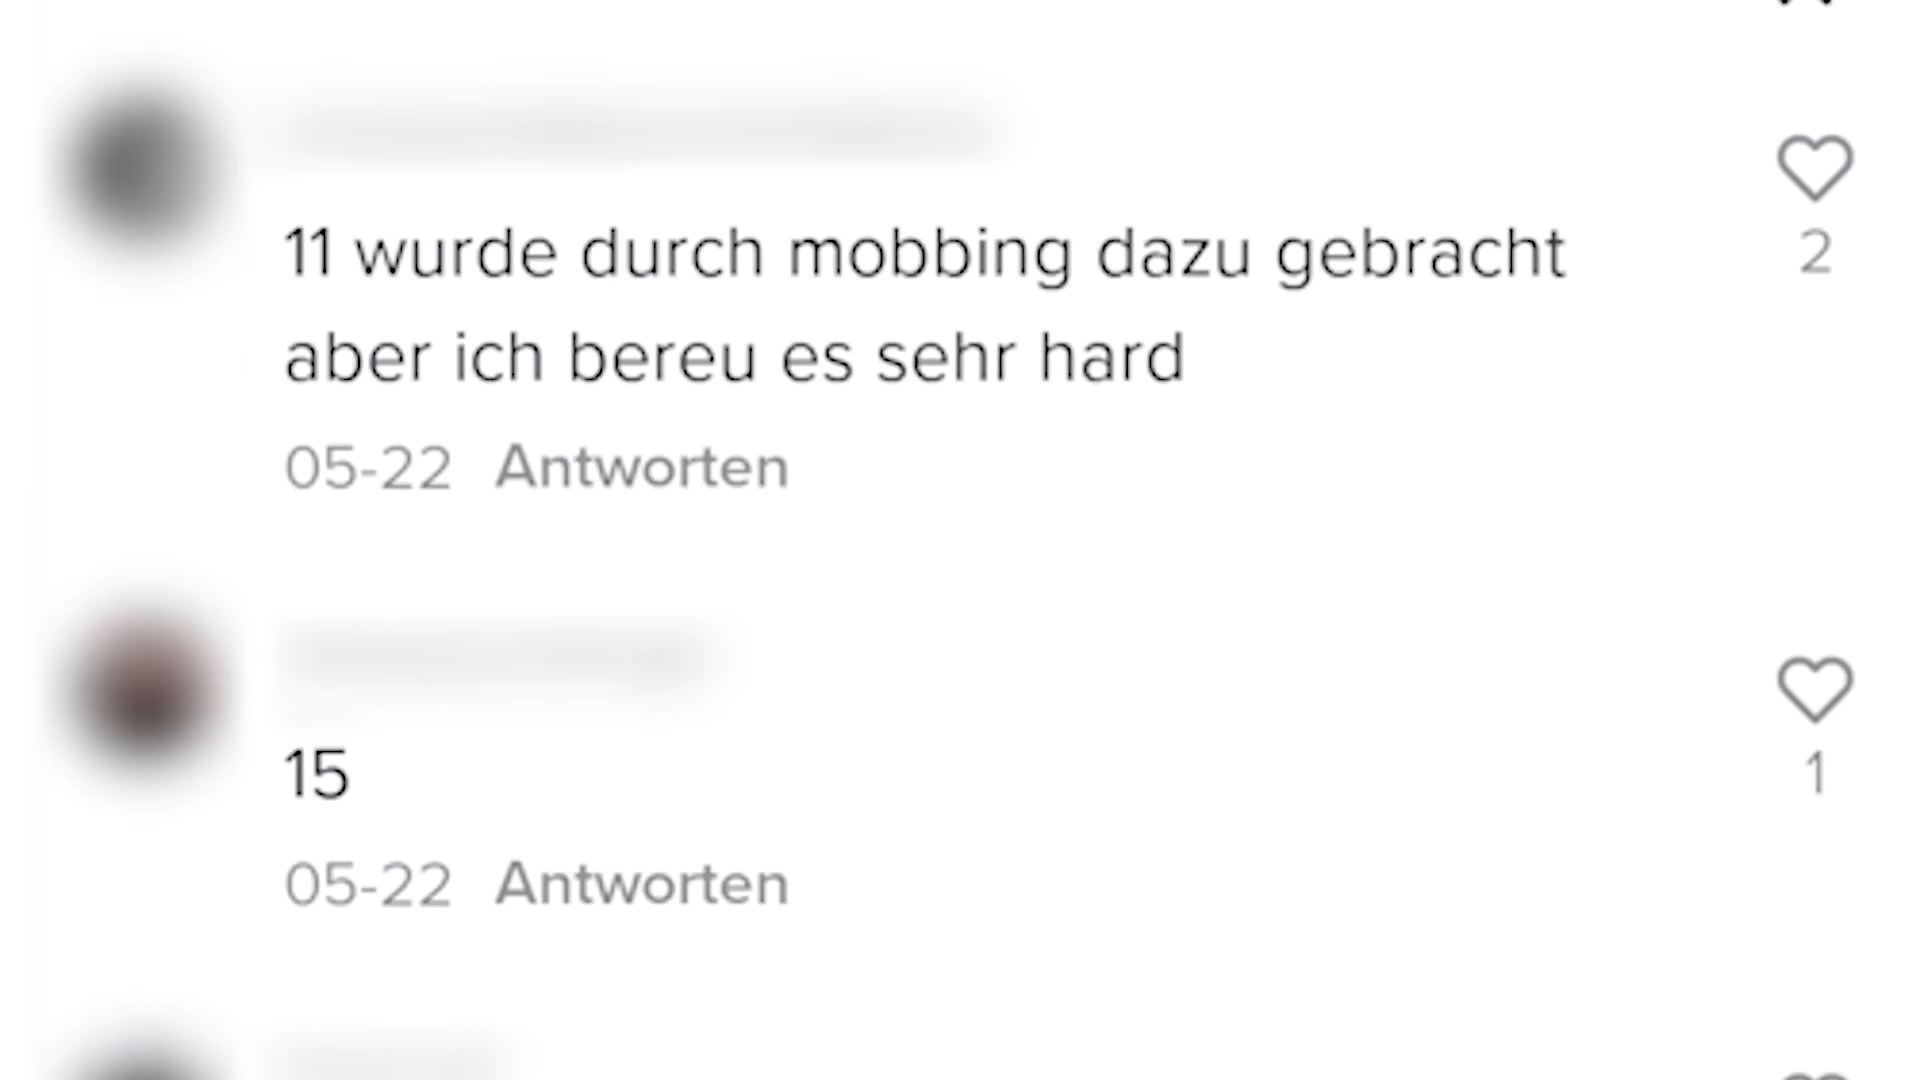 11 wurde durch mobbing dazu gebracht
aber ich bereu es sehr hard
2
05-22 Antworten
15
1
05-22 Antworten